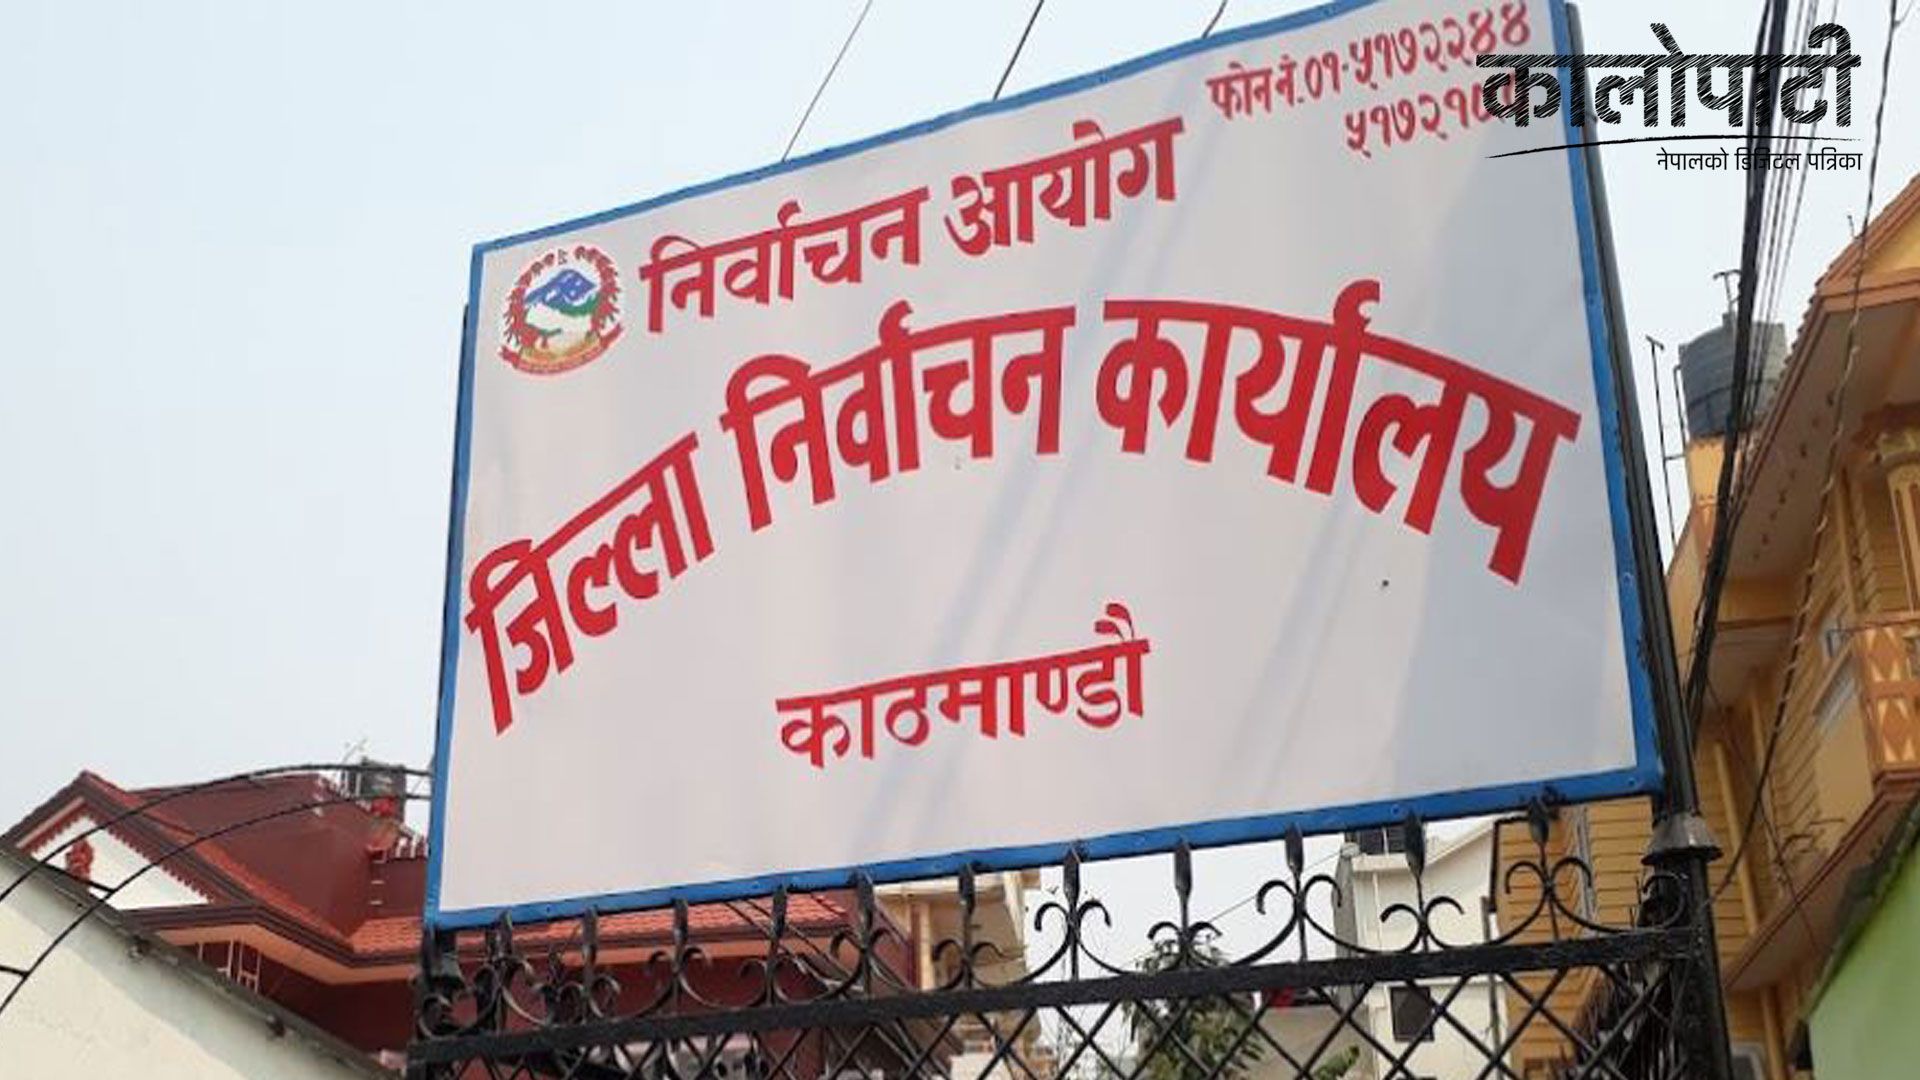 कालोपाटी
नेपालको डिजिटल पत्रिका
फोन नं. ०१-५१७२२४४
निर्वाचन आयोग
जिल्ला निर्वाचन कार्यालय
काठमाण्डौ